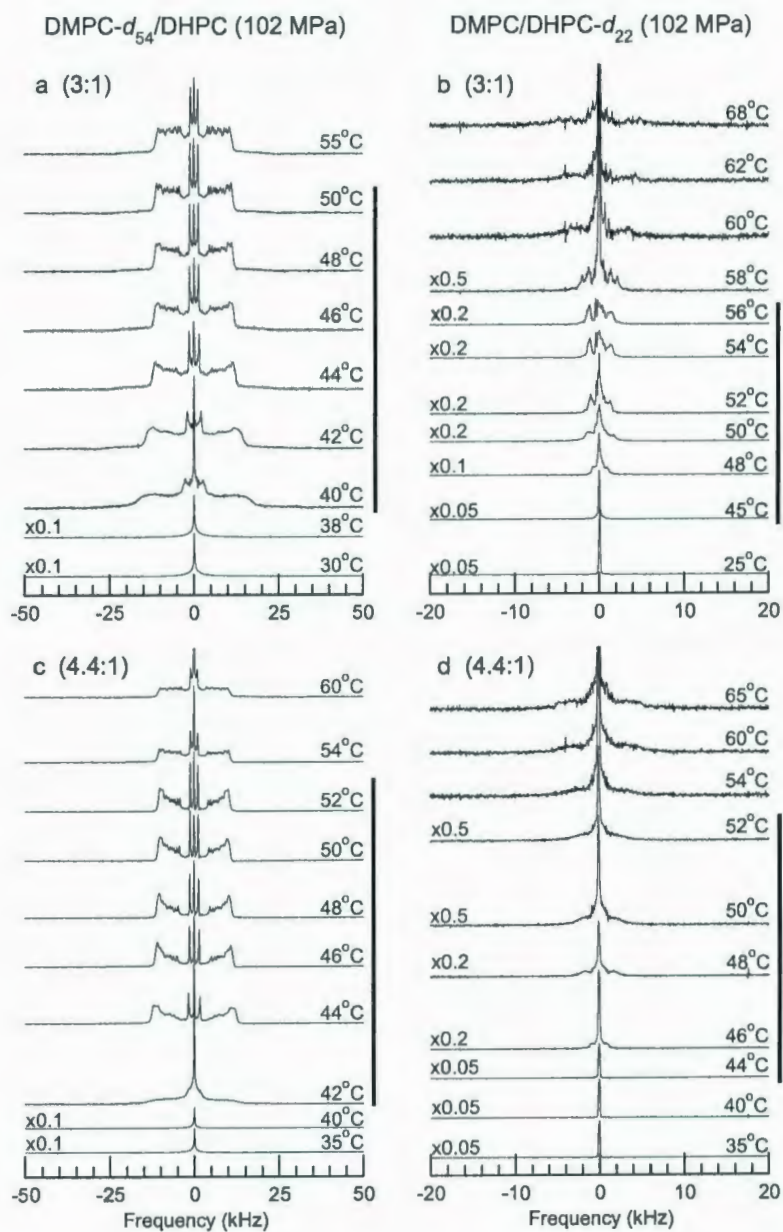 DMPC-d54/DHPC (102 MPa)
DMPC/DHPC-d22 (102 MPa)
a (3:1)
55°C
50°C
48°C
46°C
44°C
42°C
40°C
x0.1 38°C
x0.1 30°C
-50 -25 0 25 50
b (3:1)
68°C
62°C
60°C
x0.5 58°C
x0.2 56°C
x0.2 54°C
x0.2 52°C
x0.2 50°C
x0.1 48°C
x0.05 45°C
x0.05 25°C
-20 -10 0 10 20
c (4.4:1)
60°C
54°C
52°C
50°C
48°C
46°C
44°C
42°C
x0.1 40°C
x0.1 35°C
-50 -25 0 25 50
Frequency (kHz)
d (4.4:1)
65°C
60°C
54°C
x0.5 52°C
x0.5 50°C
x0.2 48°C
x0.2 46°C
x0.05 44°C
x0.05 40°C
x0.05 35°C
-20 -10 0 10 20
Frequency (kHz)